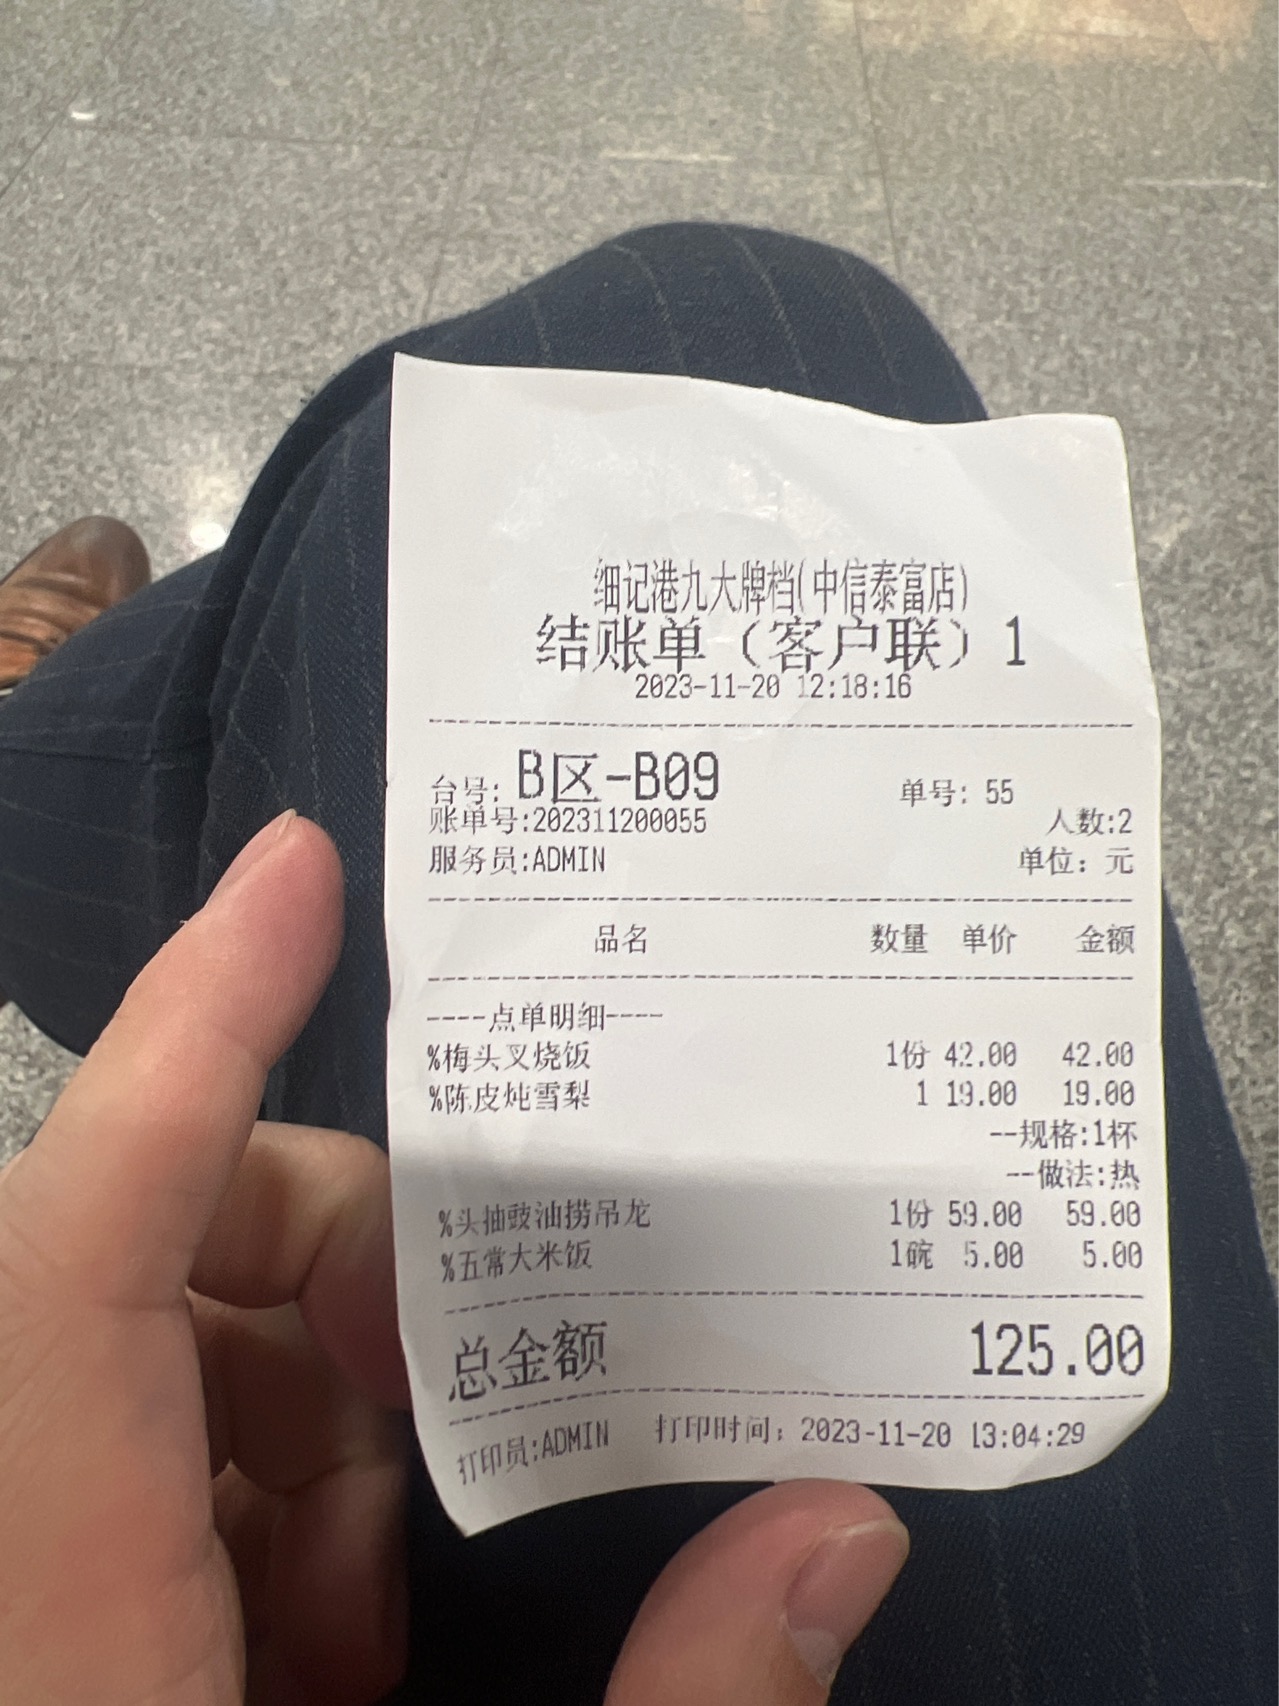 细记港九大牌档(中信泰富店)
结账单（客户联）1
2023-11-20 12:18:16
台号: B区-B09 单号: 55
账单号:202311200055 人数:2
服务员:ADMIN 单位: 元
品名 数量 单价 金额
----点单明细----
%梅头叉烧饭 1份 42.00 42.00
%陈皮炖雪梨 1 19.00 19.00
--规格:1杯
--做法:热
%头抽豉油捞吊龙 1份 59.00 59.00
%五常大米饭 1碗 5.00 5.00
总金额 125.00
打印员:ADMIN 打印时间: 2023-11-20 13:04:29